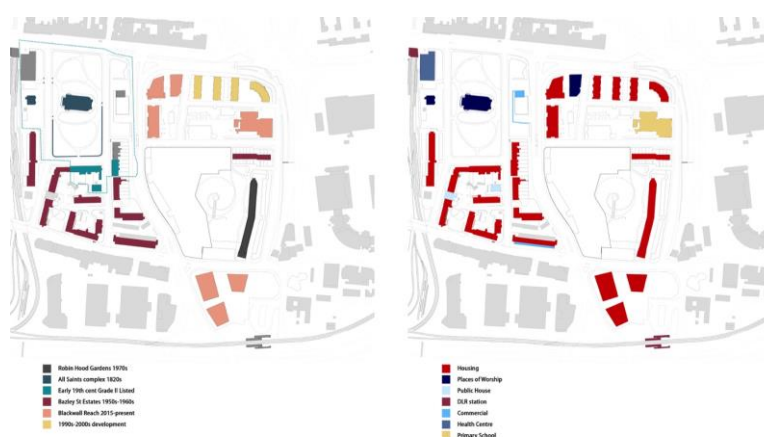 Robin Hood Gardens 1970s
All Saints complex 1820s
Early 19th cent Grade II Listed
Bazley St Estates 1950s-1960s
Blackwall Reach 2015-present
1990s-2000s development
Housing
Places of Worship
Public House
DLR station
Commercial
Health Centre
Primary School